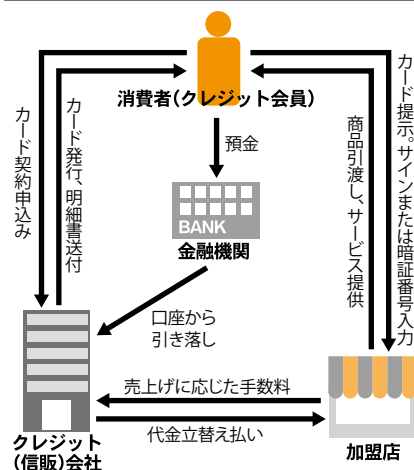 消費者（クレジット会員）
カード契約申込み
カード発行、明細書送付
預金
BANK
金融機関
商品引渡し、サービス提供
カード提示。サインまたは暗証番号入力
口座から
引き落し
売上げに応じた手数料
代金立替え払い
クレジット
（信販）会社
加盟店